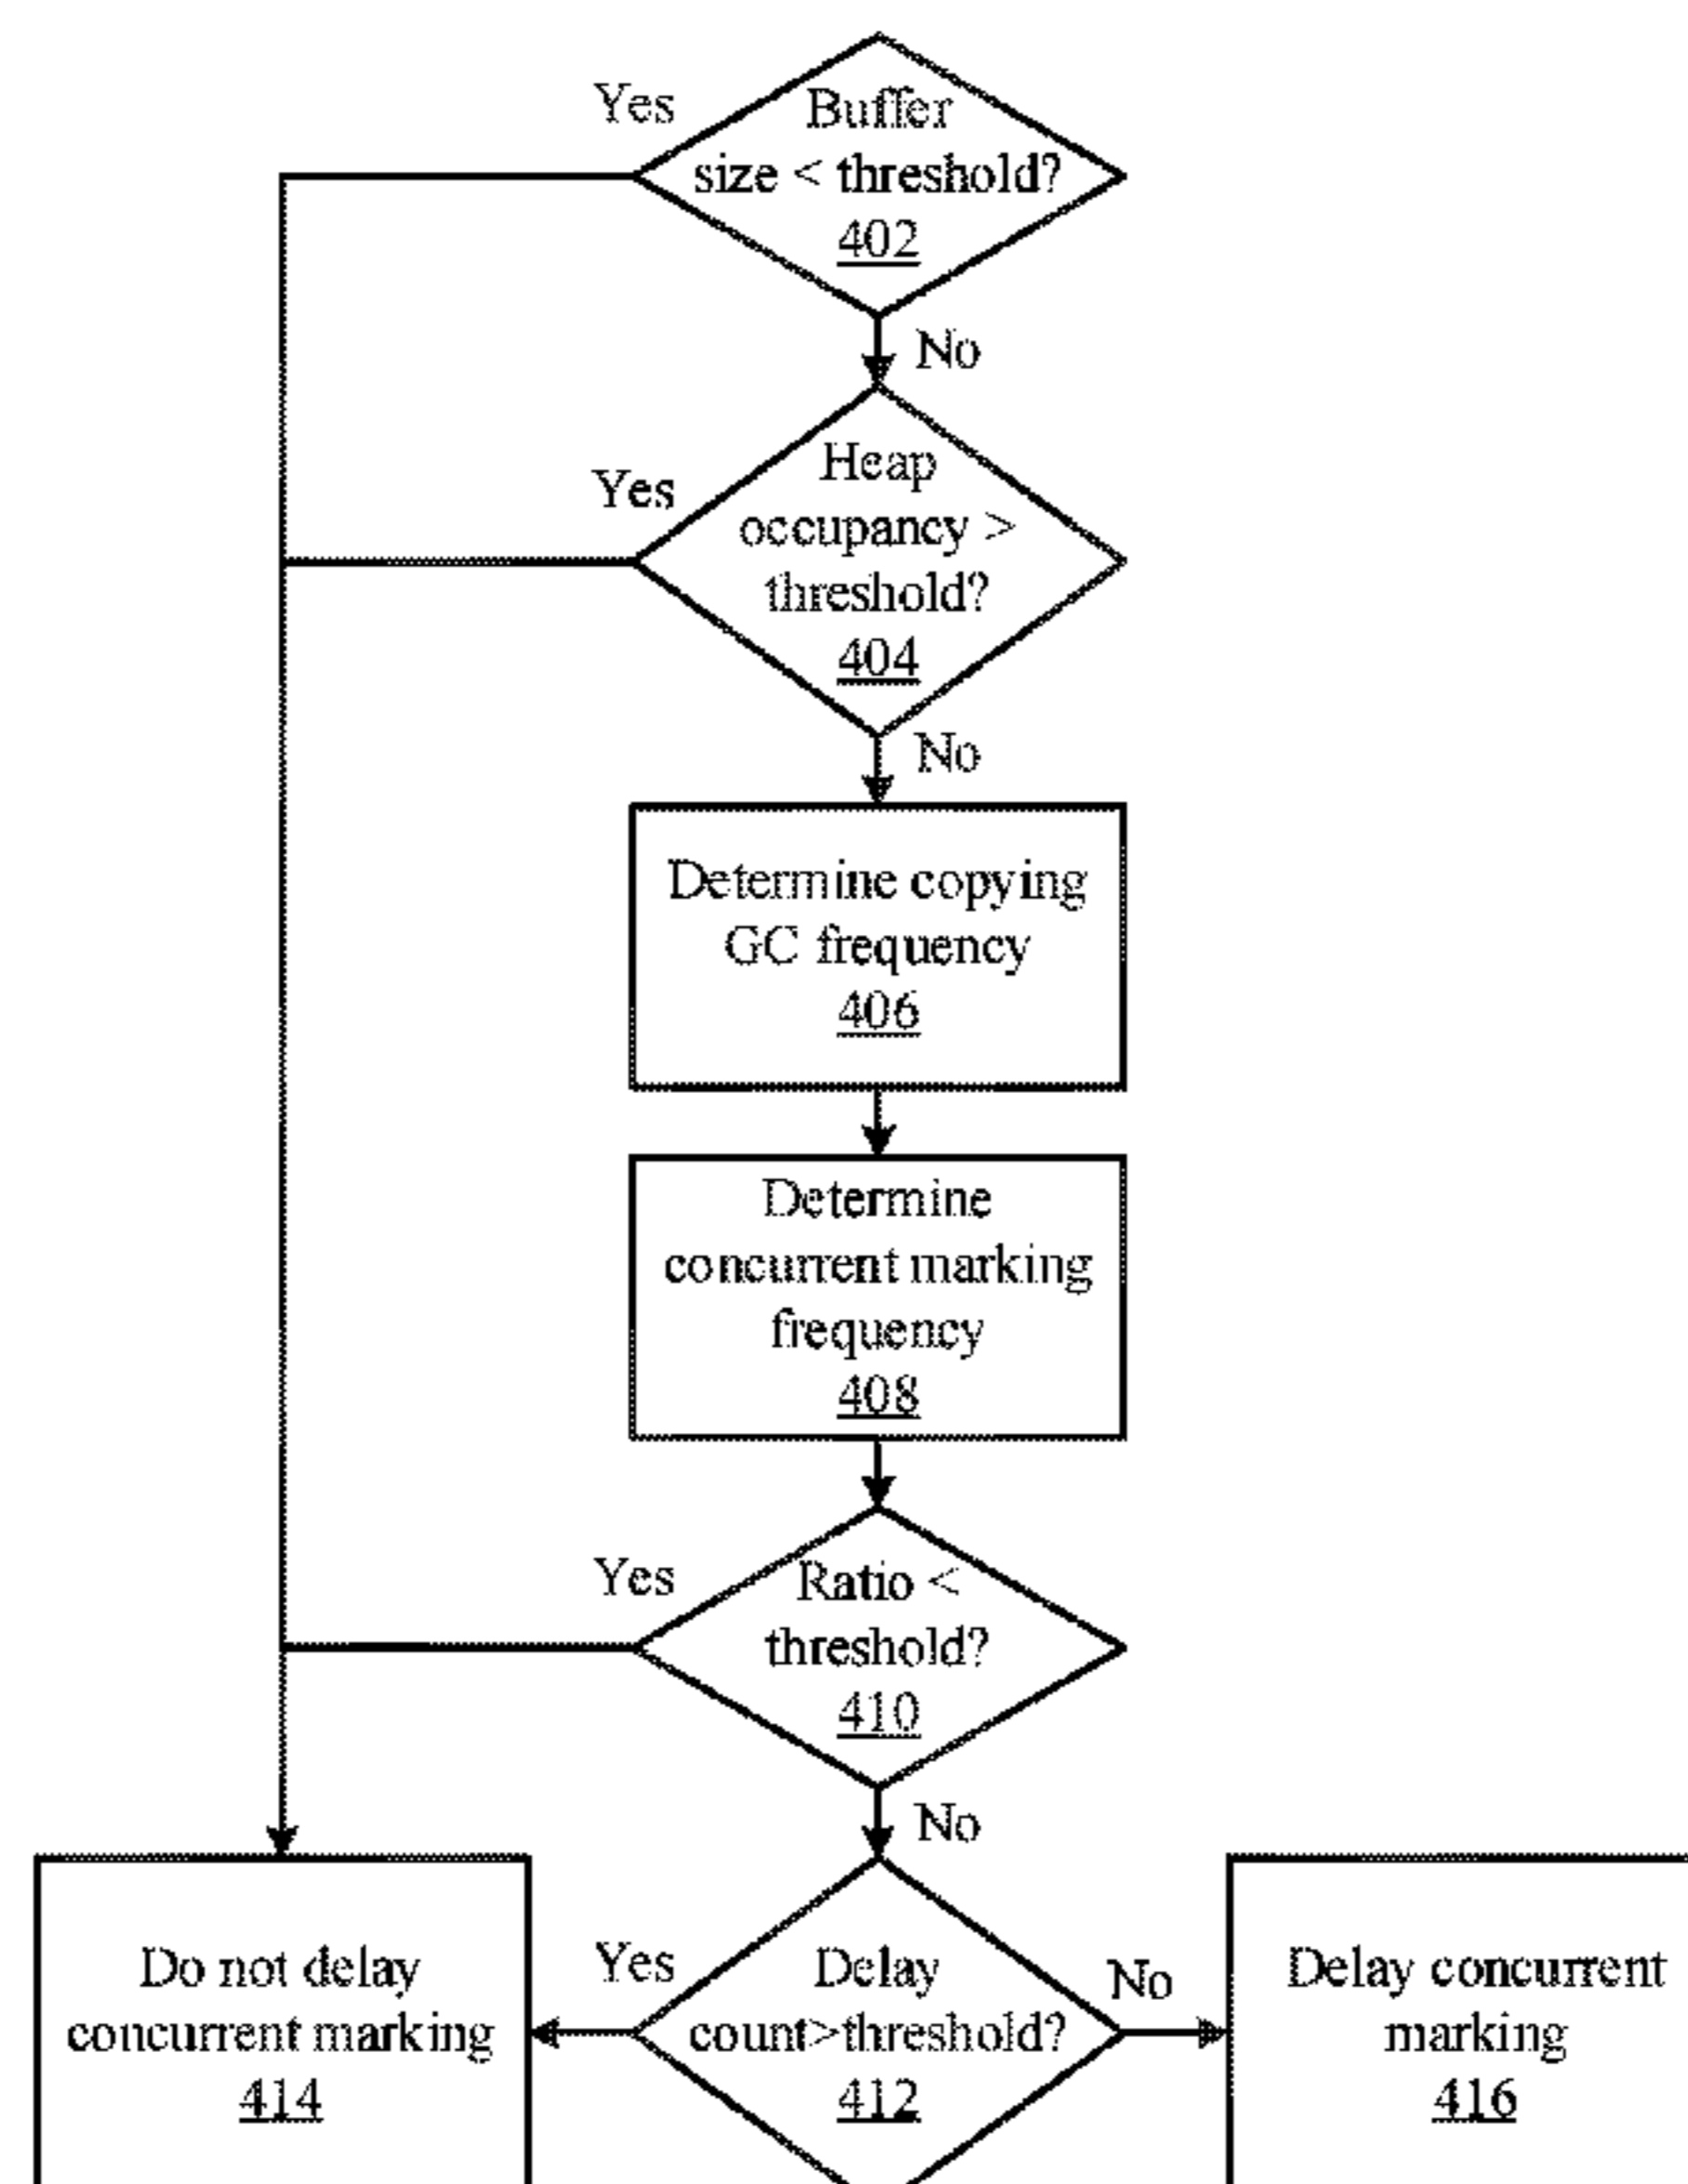 Yes
Buffer
size < threshold?
402
No
Yes
Heap
occupancy >
threshold?
404
No
Determine copying
GC frequency
406
Determine
concurrent marking
frequency
408
Yes
Ratio <
threshold?
410
No
Do not delay
concurrent marking
414
Yes
Delay
count>threshold?
412
No
Delay concurrent
marking
416